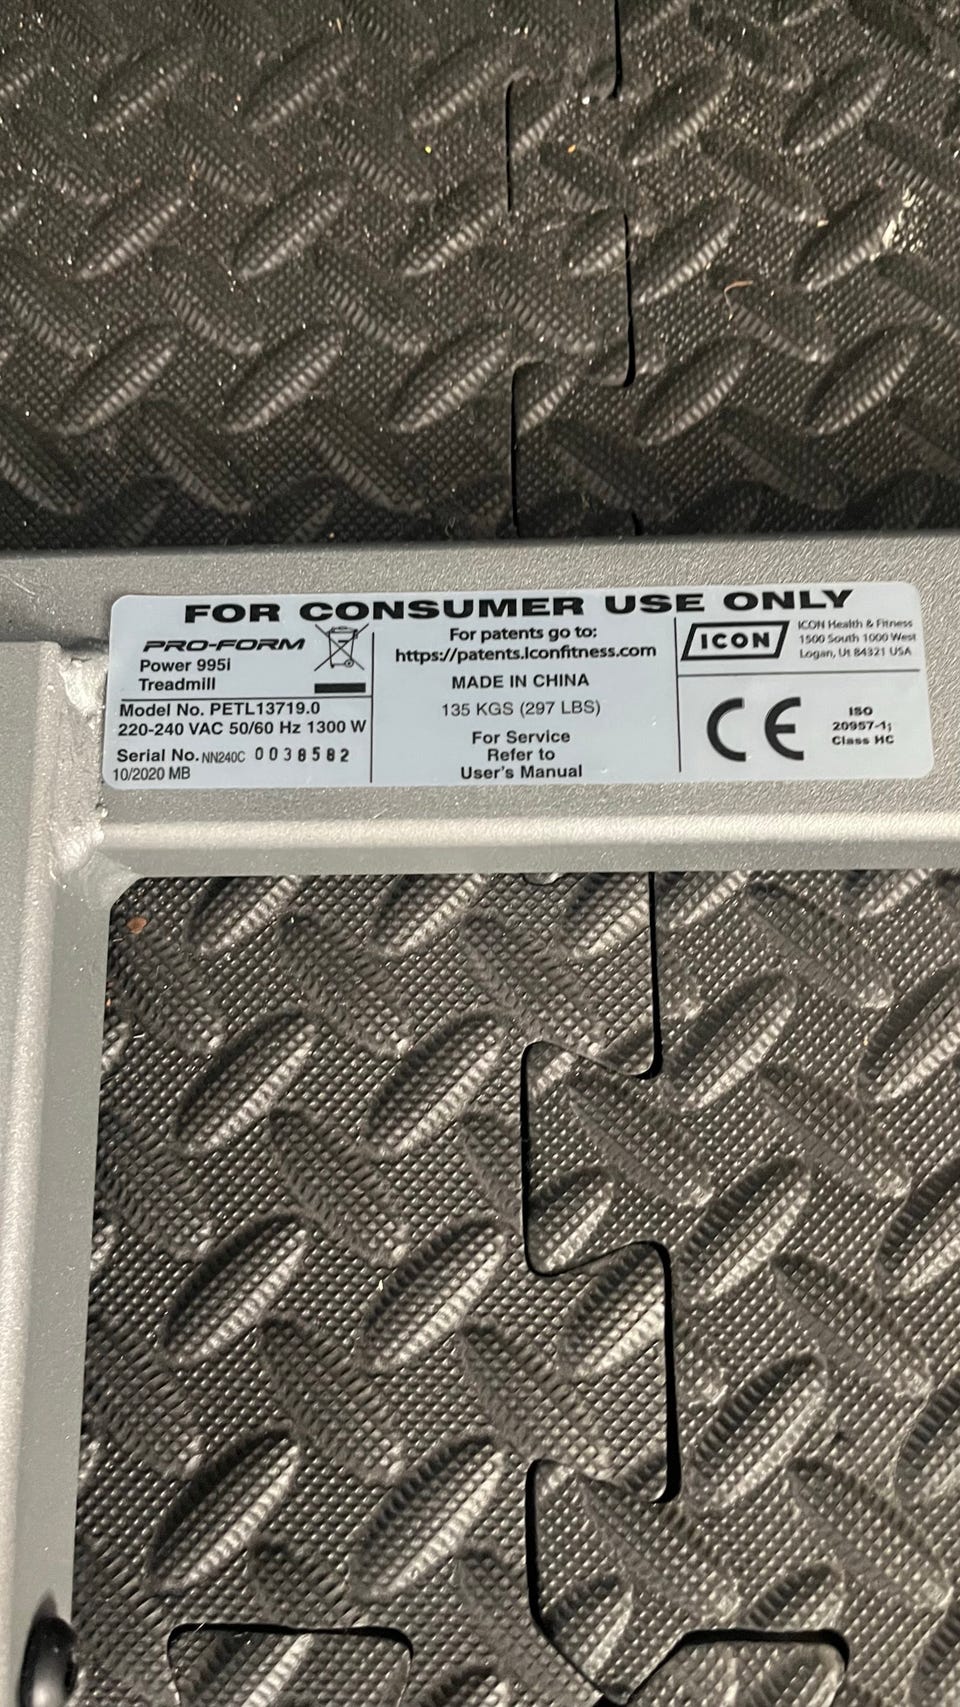 FOR CONSUMER USE ONLY
PRO-FORM
Power 995i
Treadmill
Model No. PETL13719.0
220-240 VAC 50/60 Hz 1300 W
Serial No. NN240C 0038582
10/2020 MB
For patents go to:
https://patents.iconfitness.com
MADE IN CHINA
135 KGS (297 LBS)
For Service
Refer to
User's Manual
ICON
ICON Health & Fitness
1500 South 1000 West
Logan, Ut 84321 USA
CE
ISO
20957-1;
Class HC